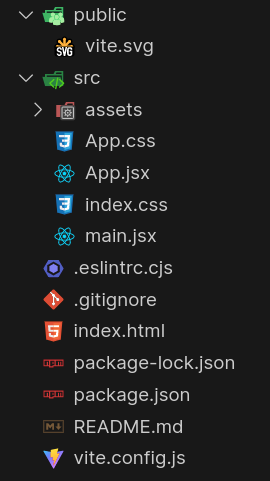 public
vite.svg
src
assets
App.css
App.jsx
index.css
main.jsx
.eslintrc.cjs
.gitignore
index.html
package-lock.json
package.json
README.md
vite.config.js